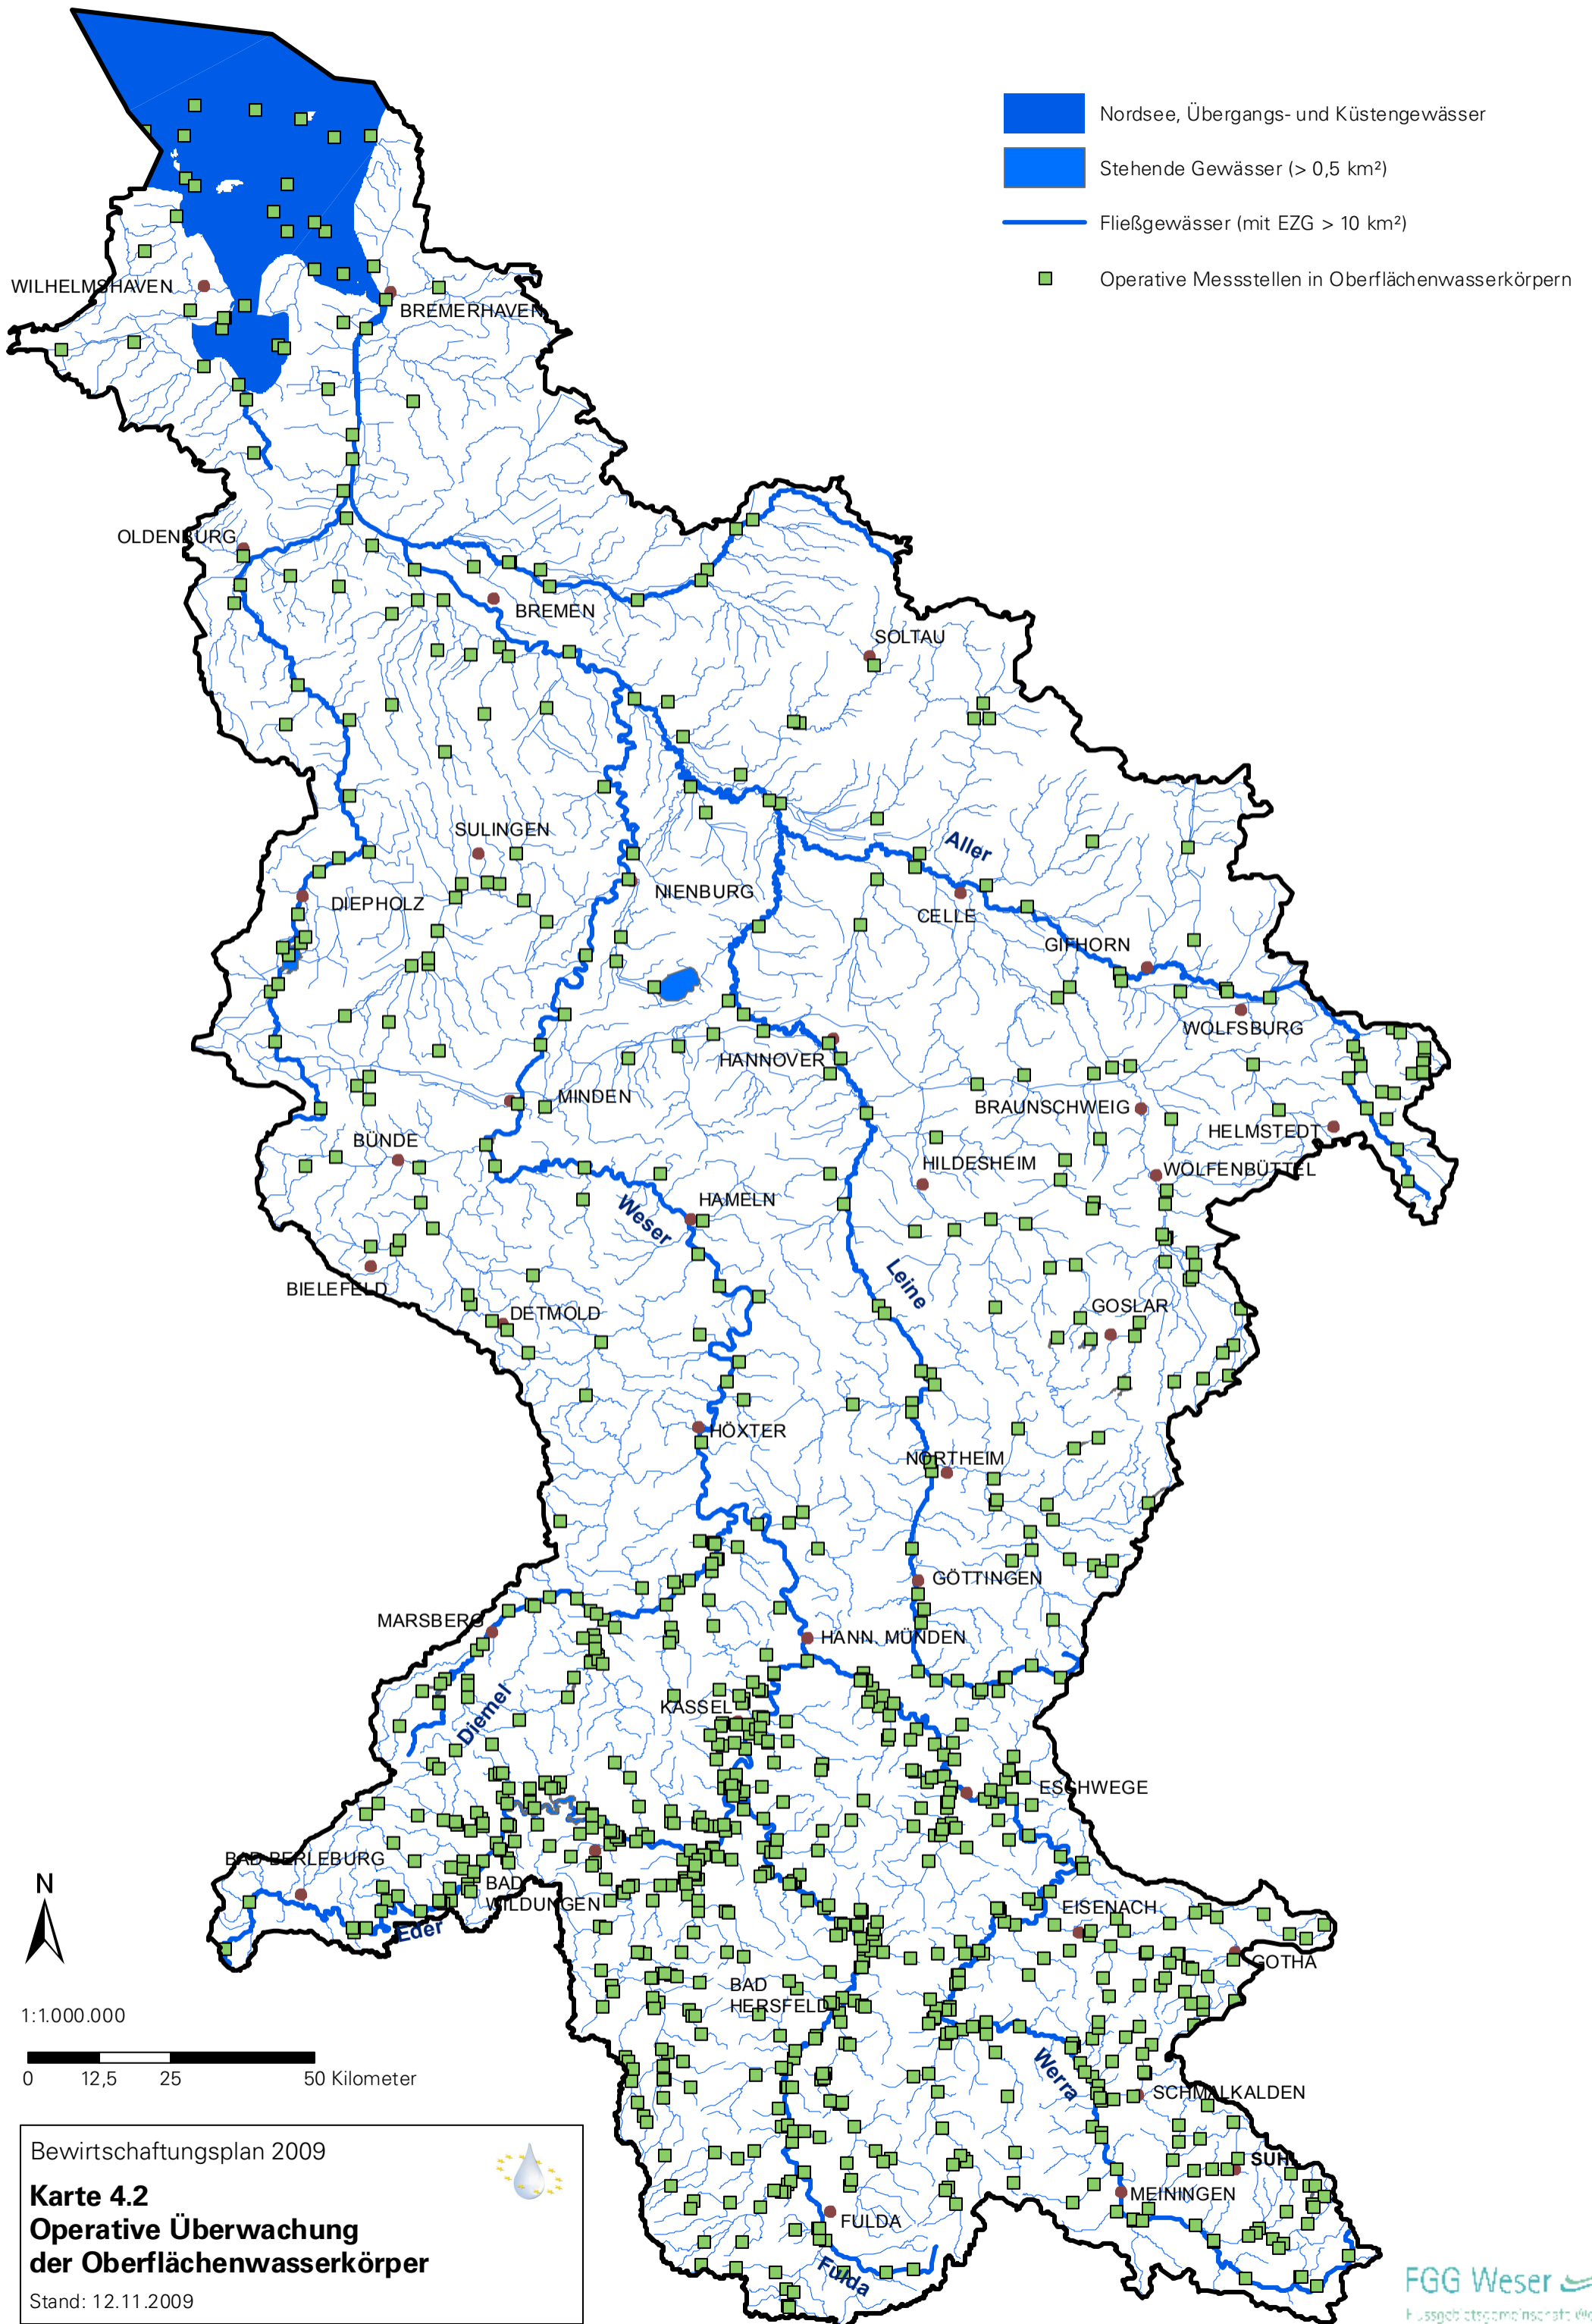 Nordsee, Übergangs- und Küstengewässer
Stehende Gewässer (> 0,5 km²)
Fließgewässer (mit EZG > 10 km²)
Operative Messstellen in Oberflächenwasserkörpern
WILHELMSHAVEN
BREMERHAVEN
OLDENBURG
BREMEN
SOLTAU
SULINGEN
Aller
NIENBURG
DIEPHOLZ
CELLE
GIFHORN
WOLFSBURG
HANNOVER
MINDEN
BRAUNSCHWEIG
HELMSTEDT
BÜNDE
HILDESHEIM
WOLFENBÜTTEL
HAMELN
Weser
Leine
BIELEFELD
DETMOLD
GOSLAR
HÖXTER
NORTHEIM
GÖTTINGEN
MARSBERG
HANN. MÜNDEN
Diemel
KASSEL
ESCHWEGE
BAD BERLEBURG
BAD
WILDUNGEN
Eder
EISENACH
GOTHA
BAD
HERSFELD
Werra
SCHMALKALDEN
SUHL
MEININGEN
FULDA
Fulda
N
1:1.000.000
0 12,5 25 50 Kilometer
Bewirtschaftungsplan 2009
Karte 4.2
Operative Überwachung
der Oberflächenwasserkörper
Stand: 12.11.2009
FGG Weser